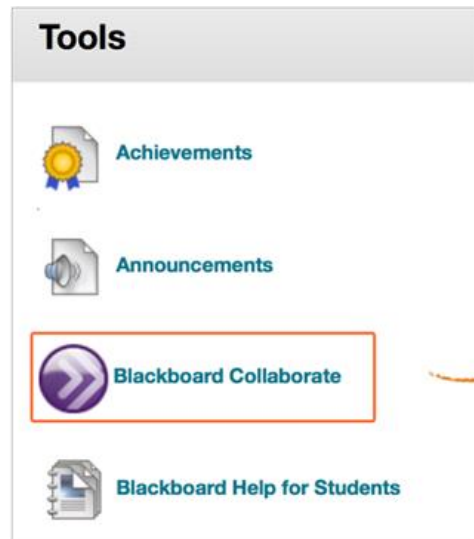 Tools
Achievements
Announcements
Blackboard Collaborate
Blackboard Help for Students